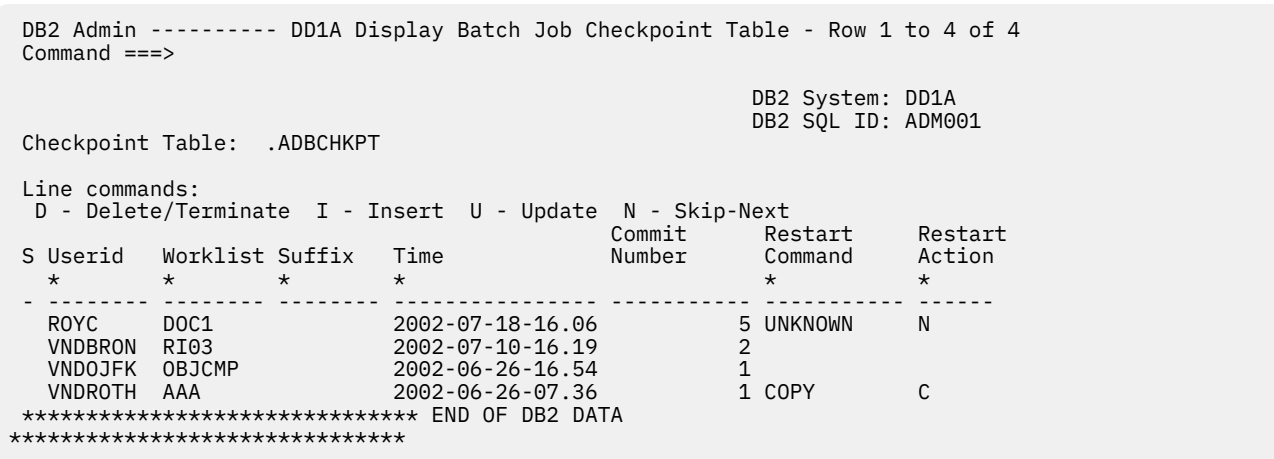 DB2 Admin ---------- DD1A Display Batch Job Checkpoint Table - Row 1 to 4 of 4
Command ===>
DB2 System: DD1A
DB2 SQL ID: ADM001
Checkpoint Table:  .ADBCHKPT
Line commands:
 D - Delete/Terminate  I - Insert  U - Update  N - Skip-Next
                                              Commit      Restart     Restart
S Userid   Worklist Suffix   Time             Number      Command     Action
  *        *        *        *                            *           *
- -------- -------- -------- ---------------- ----------- ----------- ------
  ROYC     DOC1              2002-07-18-16.06           5 UNKNOWN     N
  VNDBRON  RI03              2002-07-10-16.19           2
  VNDOJFK  OBJCMP            2002-06-26-16.54           1
  VNDROTH  AAA               2002-06-26-07.36           1 COPY        C
******************************* END OF DB2 DATA
*******************************